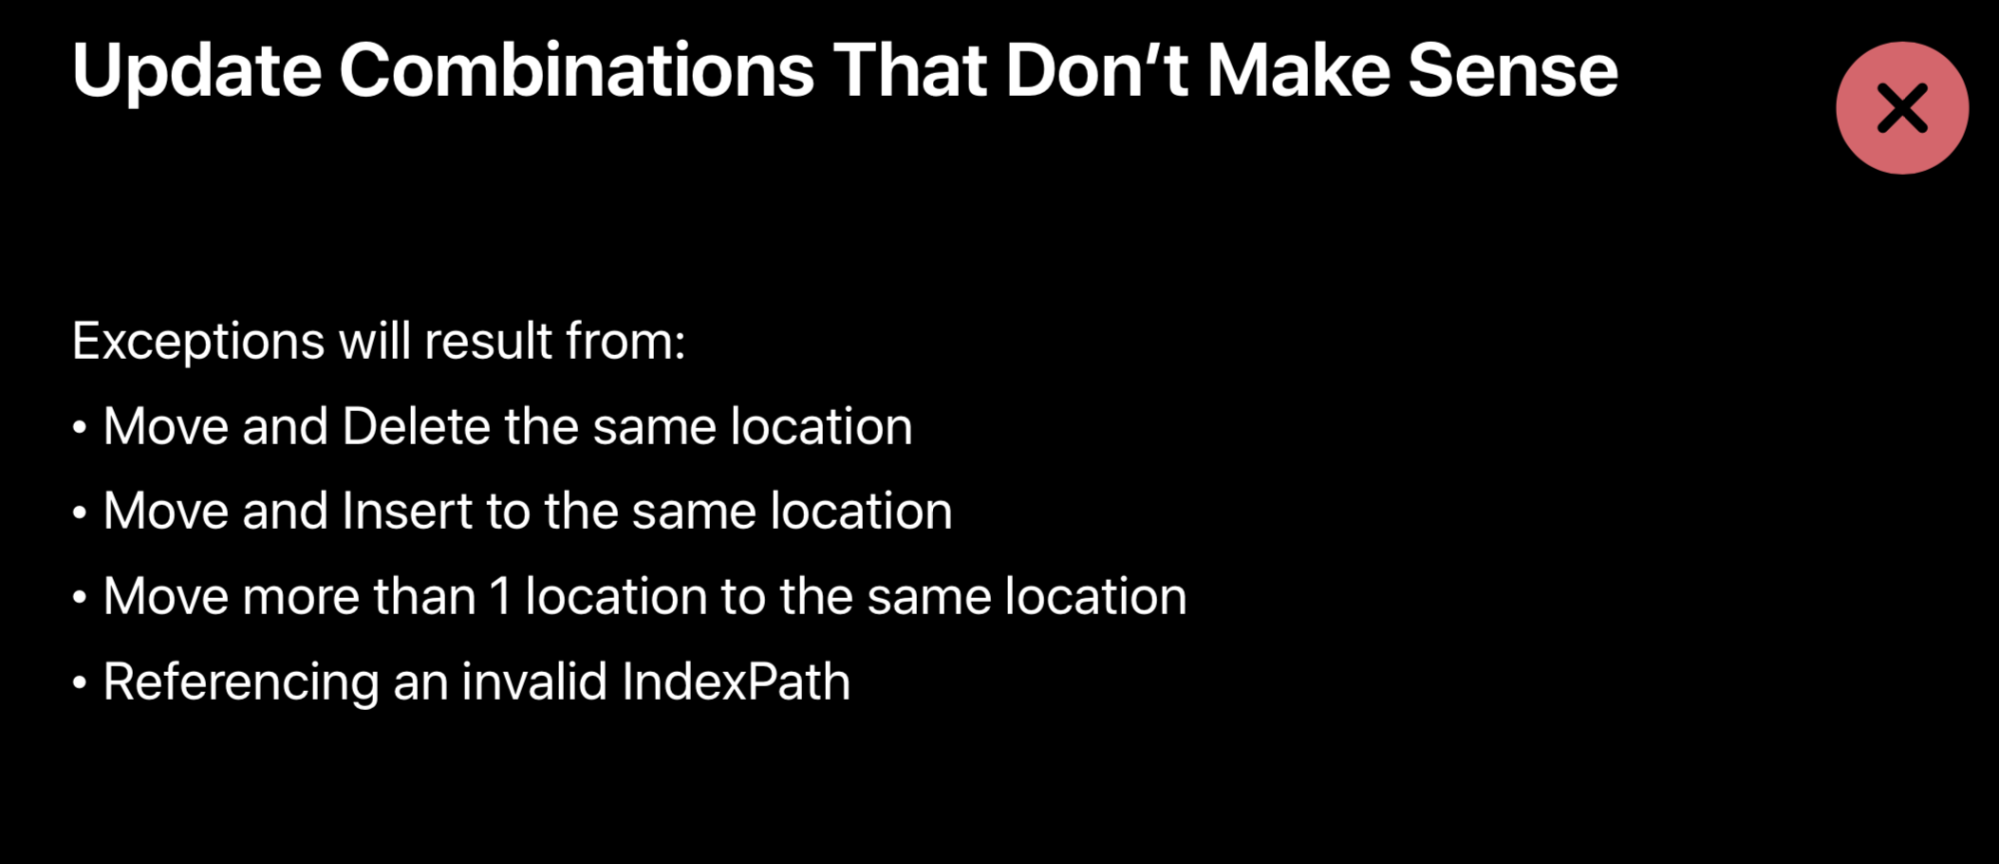 Update Combinations That Don’t Make Sense
Exceptions will result from:
• Move and Delete the same location
• Move and Insert to the same location
• Move more than 1 location to the same location
• Referencing an invalid IndexPath